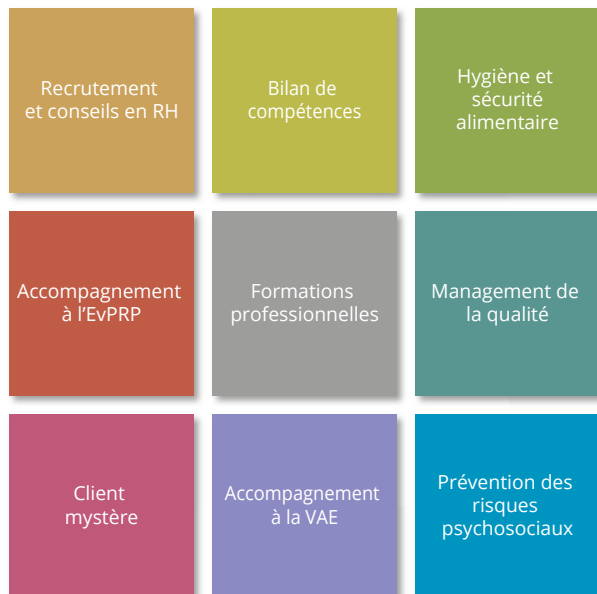 Recrutement
et conseils en RH
Bilan de
compétences
Hygiène et
sécurité
alimentaire
Accompagnement
à l'EvPRP
Formations
professionnelles
Management de
la qualité
Client
mystère
Accompagnement
à la VAE
Prévention des
risques
psychosociaux